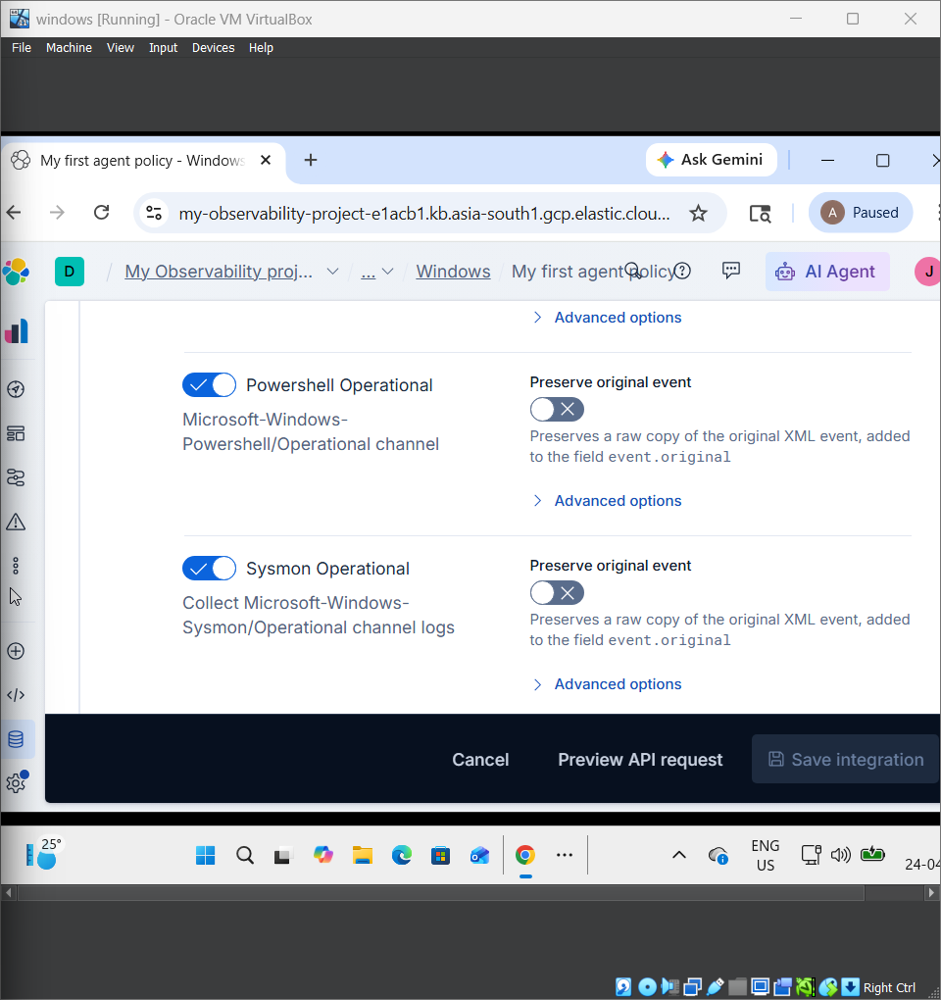 windows [Running] - Oracle VM VirtualBox
File Machine View Input Devices Help
My first agent policy - Windows
Ask Gemini
my-observability-project-e1acb1.kb.asia-south1.gcp.elastic.clou...
A Paused
D / My Observability proj... / ... / Windows / My first agent policy
AI Agent
J
Advanced options
Powershell Operational
Microsoft-Windows-
Powershell/Operational channel
Preserve original event
Preserves a raw copy of the original XML event, added
to the field event.original
Advanced options
Sysmon Operational
Collect Microsoft-Windows-
Sysmon/Operational channel logs
Preserve original event
Preserves a raw copy of the original XML event, added
to the field event.original
Advanced options
Cancel
Preview API request
Save integration
25°
ENG
US
24-04
Right Ctrl